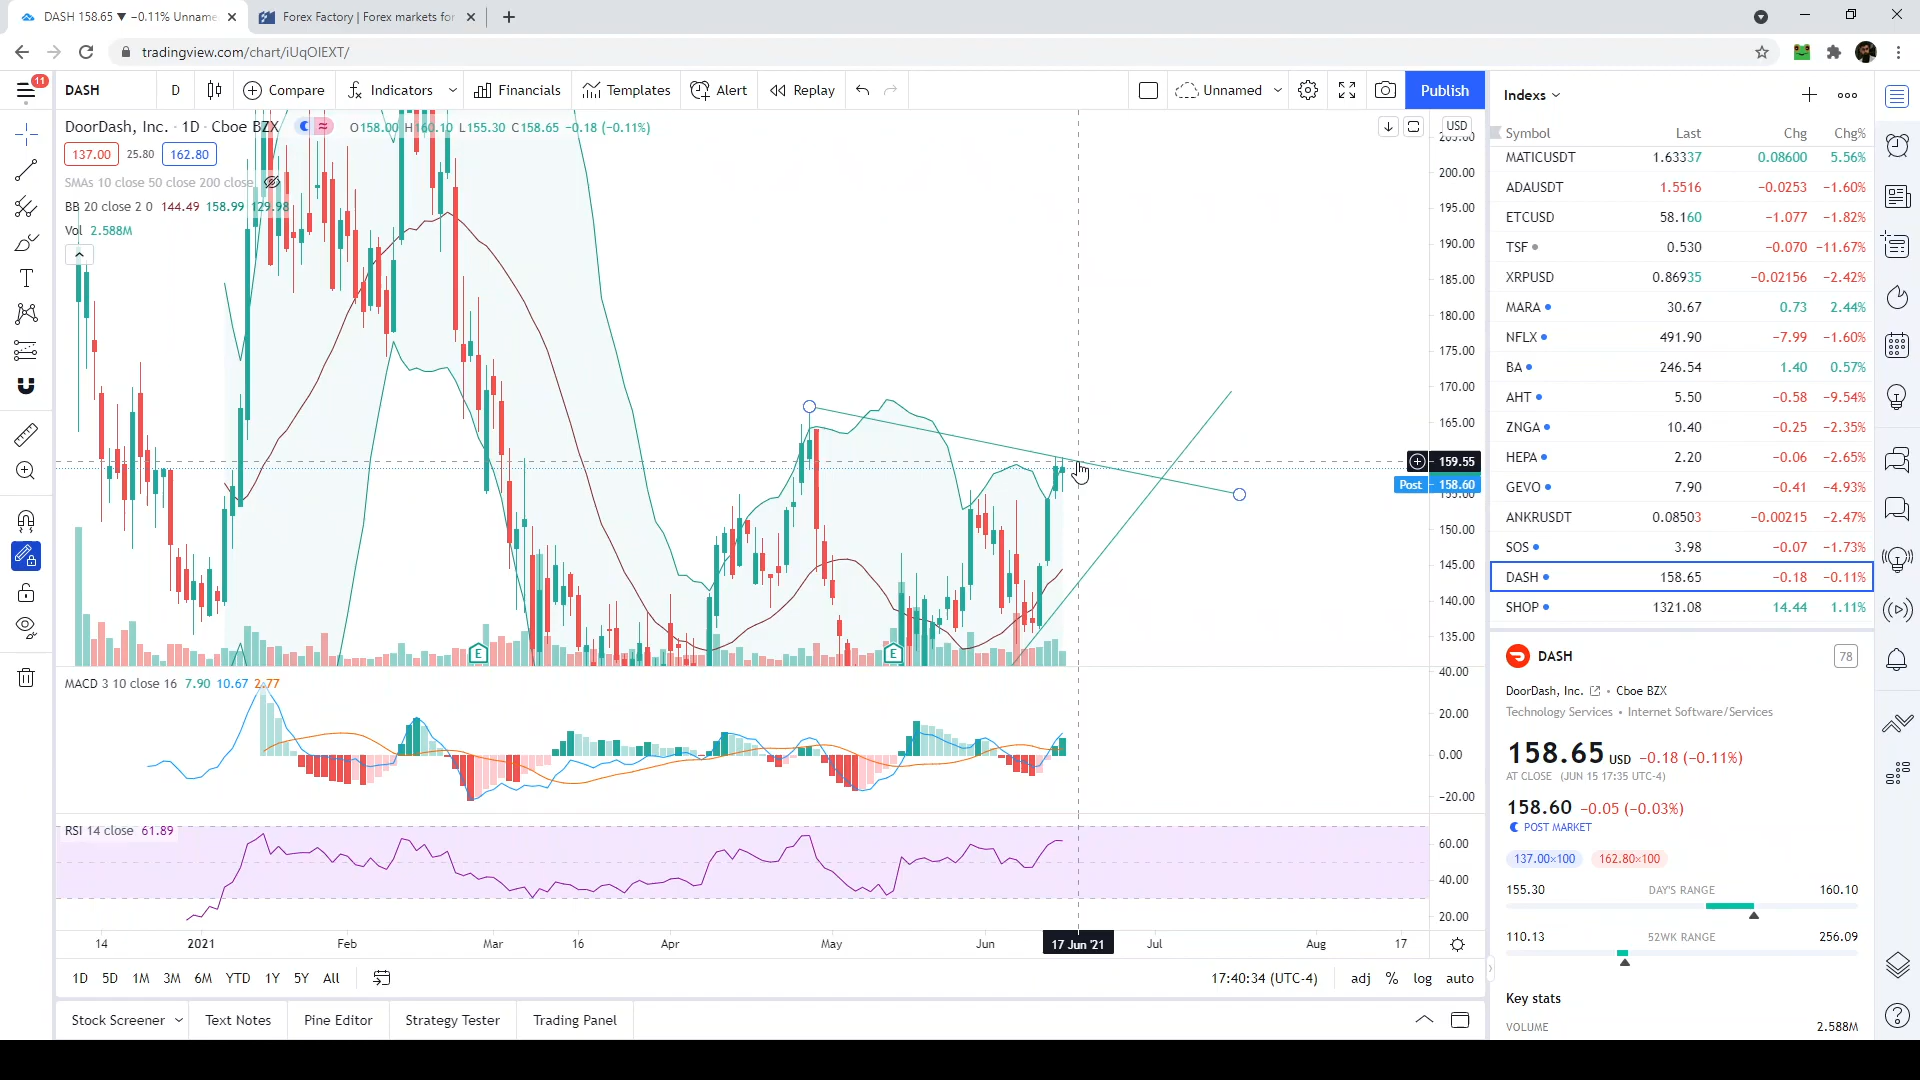 DASH 158.65 ▼ −0.11% Unname
Forex Factory | Forex markets for
tradingview.com/chart/iUqOIEXT/
11
DASH
D
Compare
Indicators
Financials
Templates
Alert
Replay
Unnamed
Publish
DoorDash, Inc. · 1D · Cboe BZX
O158.00 H160.10 L155.30 C158.65 −0.18 (−0.11%)
137.00
25.80
162.80
SMAs 10 close 50 close 200 close
BB 20 close 2 0 144.49 158.99 129.98
Vol 2.588M
USD
205.00
200.00
195.00
190.00
185.00
180.00
175.00
170.00
165.00
159.55
Post 158.60
155.00
150.00
145.00
140.00
135.00
E
E
MACD 3 10 close 16 7.90 10.67 2.77
40.00
20.00
0.00
−20.00
RSI 14 close 61.89
60.00
40.00
20.00
14
2021
Feb
Mar
16
Apr
May
Jun
17 Jun '21
Jul
Aug
17
1D 5D 1M 3M 6M YTD 1Y 5Y All
17:40:34 (UTC-4)
adj % log auto
Stock Screener
Text Notes
Pine Editor
Strategy Tester
Trading Panel
Indexs
Symbol Last Chg Chg%
MATICUSDT 1.63337 0.08600 5.56%
ADAUSDT 1.5516 −0.0253 −1.60%
ETCUSD 58.160 −1.077 −1.82%
TSF 0.530 −0.070 −11.67%
XRPUSD 0.86935 −0.02156 −2.42%
MARA 30.67 0.73 2.44%
NFLX 491.90 −7.99 −1.60%
BA 246.54 1.40 0.57%
AHT 5.50 −0.58 −9.54%
ZNGA 10.40 −0.25 −2.35%
HEPA 2.20 −0.06 −2.65%
GEVO 7.90 −0.41 −4.93%
ANKRUSDT 0.08503 −0.00215 −2.47%
SOS 3.98 −0.07 −1.73%
DASH 158.65 −0.18 −0.11%
SHOP 1321.08 14.44 1.11%
DASH
78
DoorDash, Inc. • Cboe BZX
Technology Services • Internet Software/Services
158.65 USD −0.18 (−0.11%)
AT CLOSE (JUN 15 17:35 UTC-4)
158.60 −0.05 (−0.03%)
POST MARKET
137.00×100
162.80×100
155.30 DAY'S RANGE 160.10
110.13 52WK RANGE 256.09
Key stats
VOLUME 2.588M